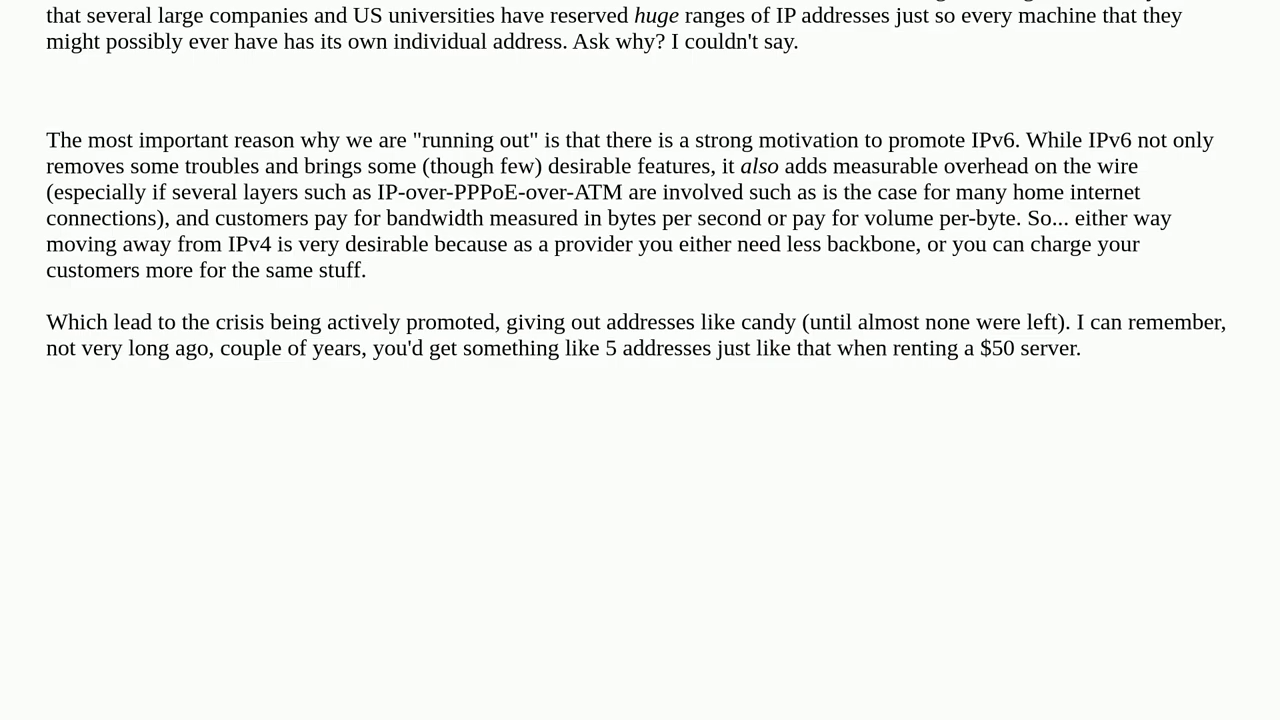 that several large companies and US universities have reserved huge ranges of IP addresses just so every machine that they
might possibly ever have has its own individual address. Ask why? I couldn't say.
The most important reason why we are "running out" is that there is a strong motivation to promote IPv6. While IPv6 not only
removes some troubles and brings some (though few) desirable features, it also adds measurable overhead on the wire
(especially if several layers such as IP-over-PPPoE-over-ATM are involved such as is the case for many home internet
connections), and customers pay for bandwidth measured in bytes per second or pay for volume per-byte. So... either way
moving away from IPv4 is very desirable because as a provider you either need less backbone, or you can charge your
customers more for the same stuff.
Which lead to the crisis being actively promoted, giving out addresses like candy (until almost none were left). I can remember,
not very long ago, couple of years, you'd get something like 5 addresses just like that when renting a $50 server.